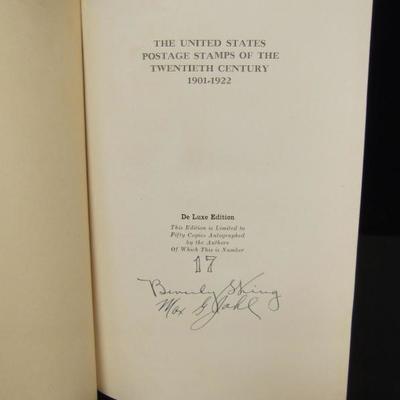 THE UNITED STATES
POSTAGE STAMPS OF THE
TWENTIETH CENTURY
1901-1922
De Luxe Edition
This Edition is Limited to
Fifty Copies Autographed
by the Authors
Of Which This is Number
17
Beverly S King
Max G Johl